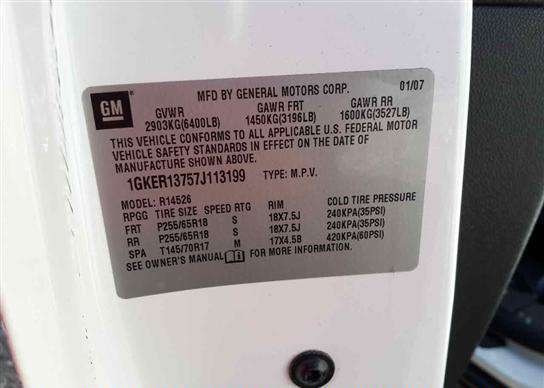 GM
MFD BY GENERAL MOTORS CORP. 01/07
GVWR GAWR FRT GAWR RR
2903KG(6400LB) 1450KG(3196LB) 1600KG(3527LB)
THIS VEHICLE CONFORMS TO ALL APPLICABLE U.S. FEDERAL MOTOR
VEHICLE SAFETY STANDARDS IN EFFECT ON THE DATE OF
MANUFACTURE SHOWN ABOVE.
1GKER13757J113199 TYPE: M.P.V.
MODEL: R14526
RPGG TIRE SIZE SPEED RTG RIM COLD TIRE PRESSURE
FRT P255/65R18 S 18X7.5J 240KPA(35PSI)
RR P255/65R18 S 18X7.5J 240KPA(35PSI)
SPA T145/70R17 M 17X4.5B 420KPA(60PSI)
SEE OWNER'S MANUAL FOR MORE INFORMATION.